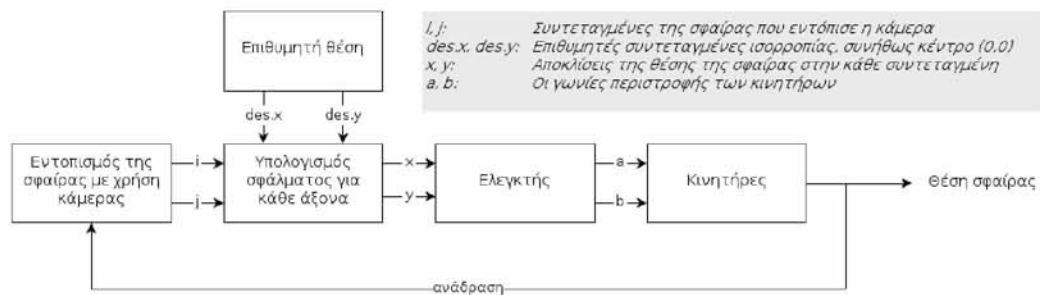 Επιθυμητή θέση
i, j: Συντεταγμένες της σφαίρας που εντόπισε η κάμερα
des.x, des.y: Επιθυμητές συντεταγμένες ισορροπίας, συνήθως κέντρο (0,0)
x, y: Αποκλίσεις της θέσης της σφαίρας στην κάθε συντεταγμένη
a, b: Οι γωνίες περιστροφής των κινητήρων
des.x
des.y
Εντοπισμός της
σφαίρας με χρήση
κάμερας
i
j
Υπολογισμός
σφάλματος για
κάθε άξονα
x
y
Ελεγκτής
a
b
Κινητήρες
Θέση σφαίρας
ανάδραση